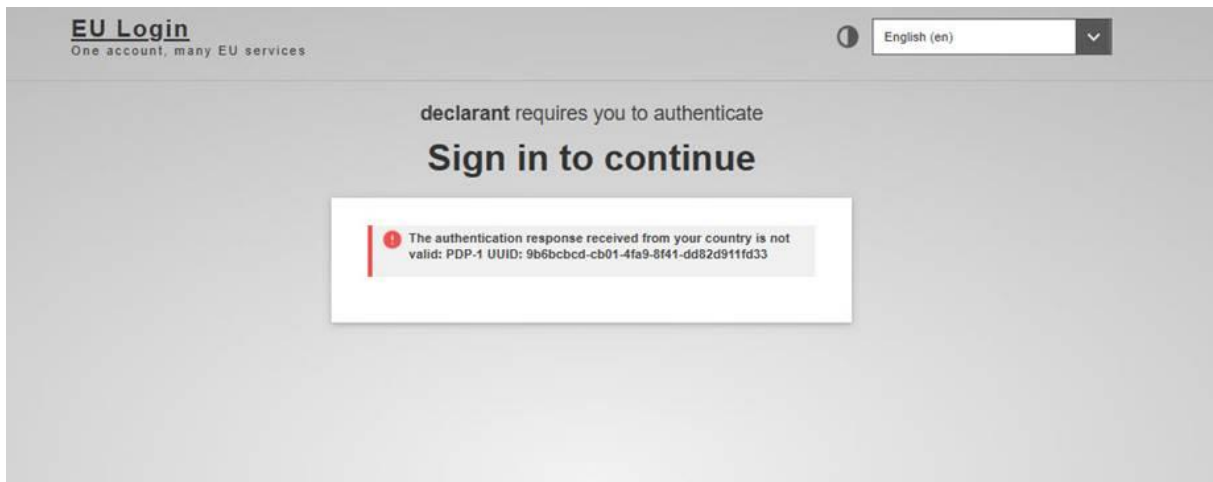 EU Login
One account, many EU services
English (en)
declarant requires you to authenticate
Sign in to continue
The authentication response received from your country is not
valid: PDP-1 UUID: 9b6bcbcd-cb01-4fa9-8f41-dd82d911fd33